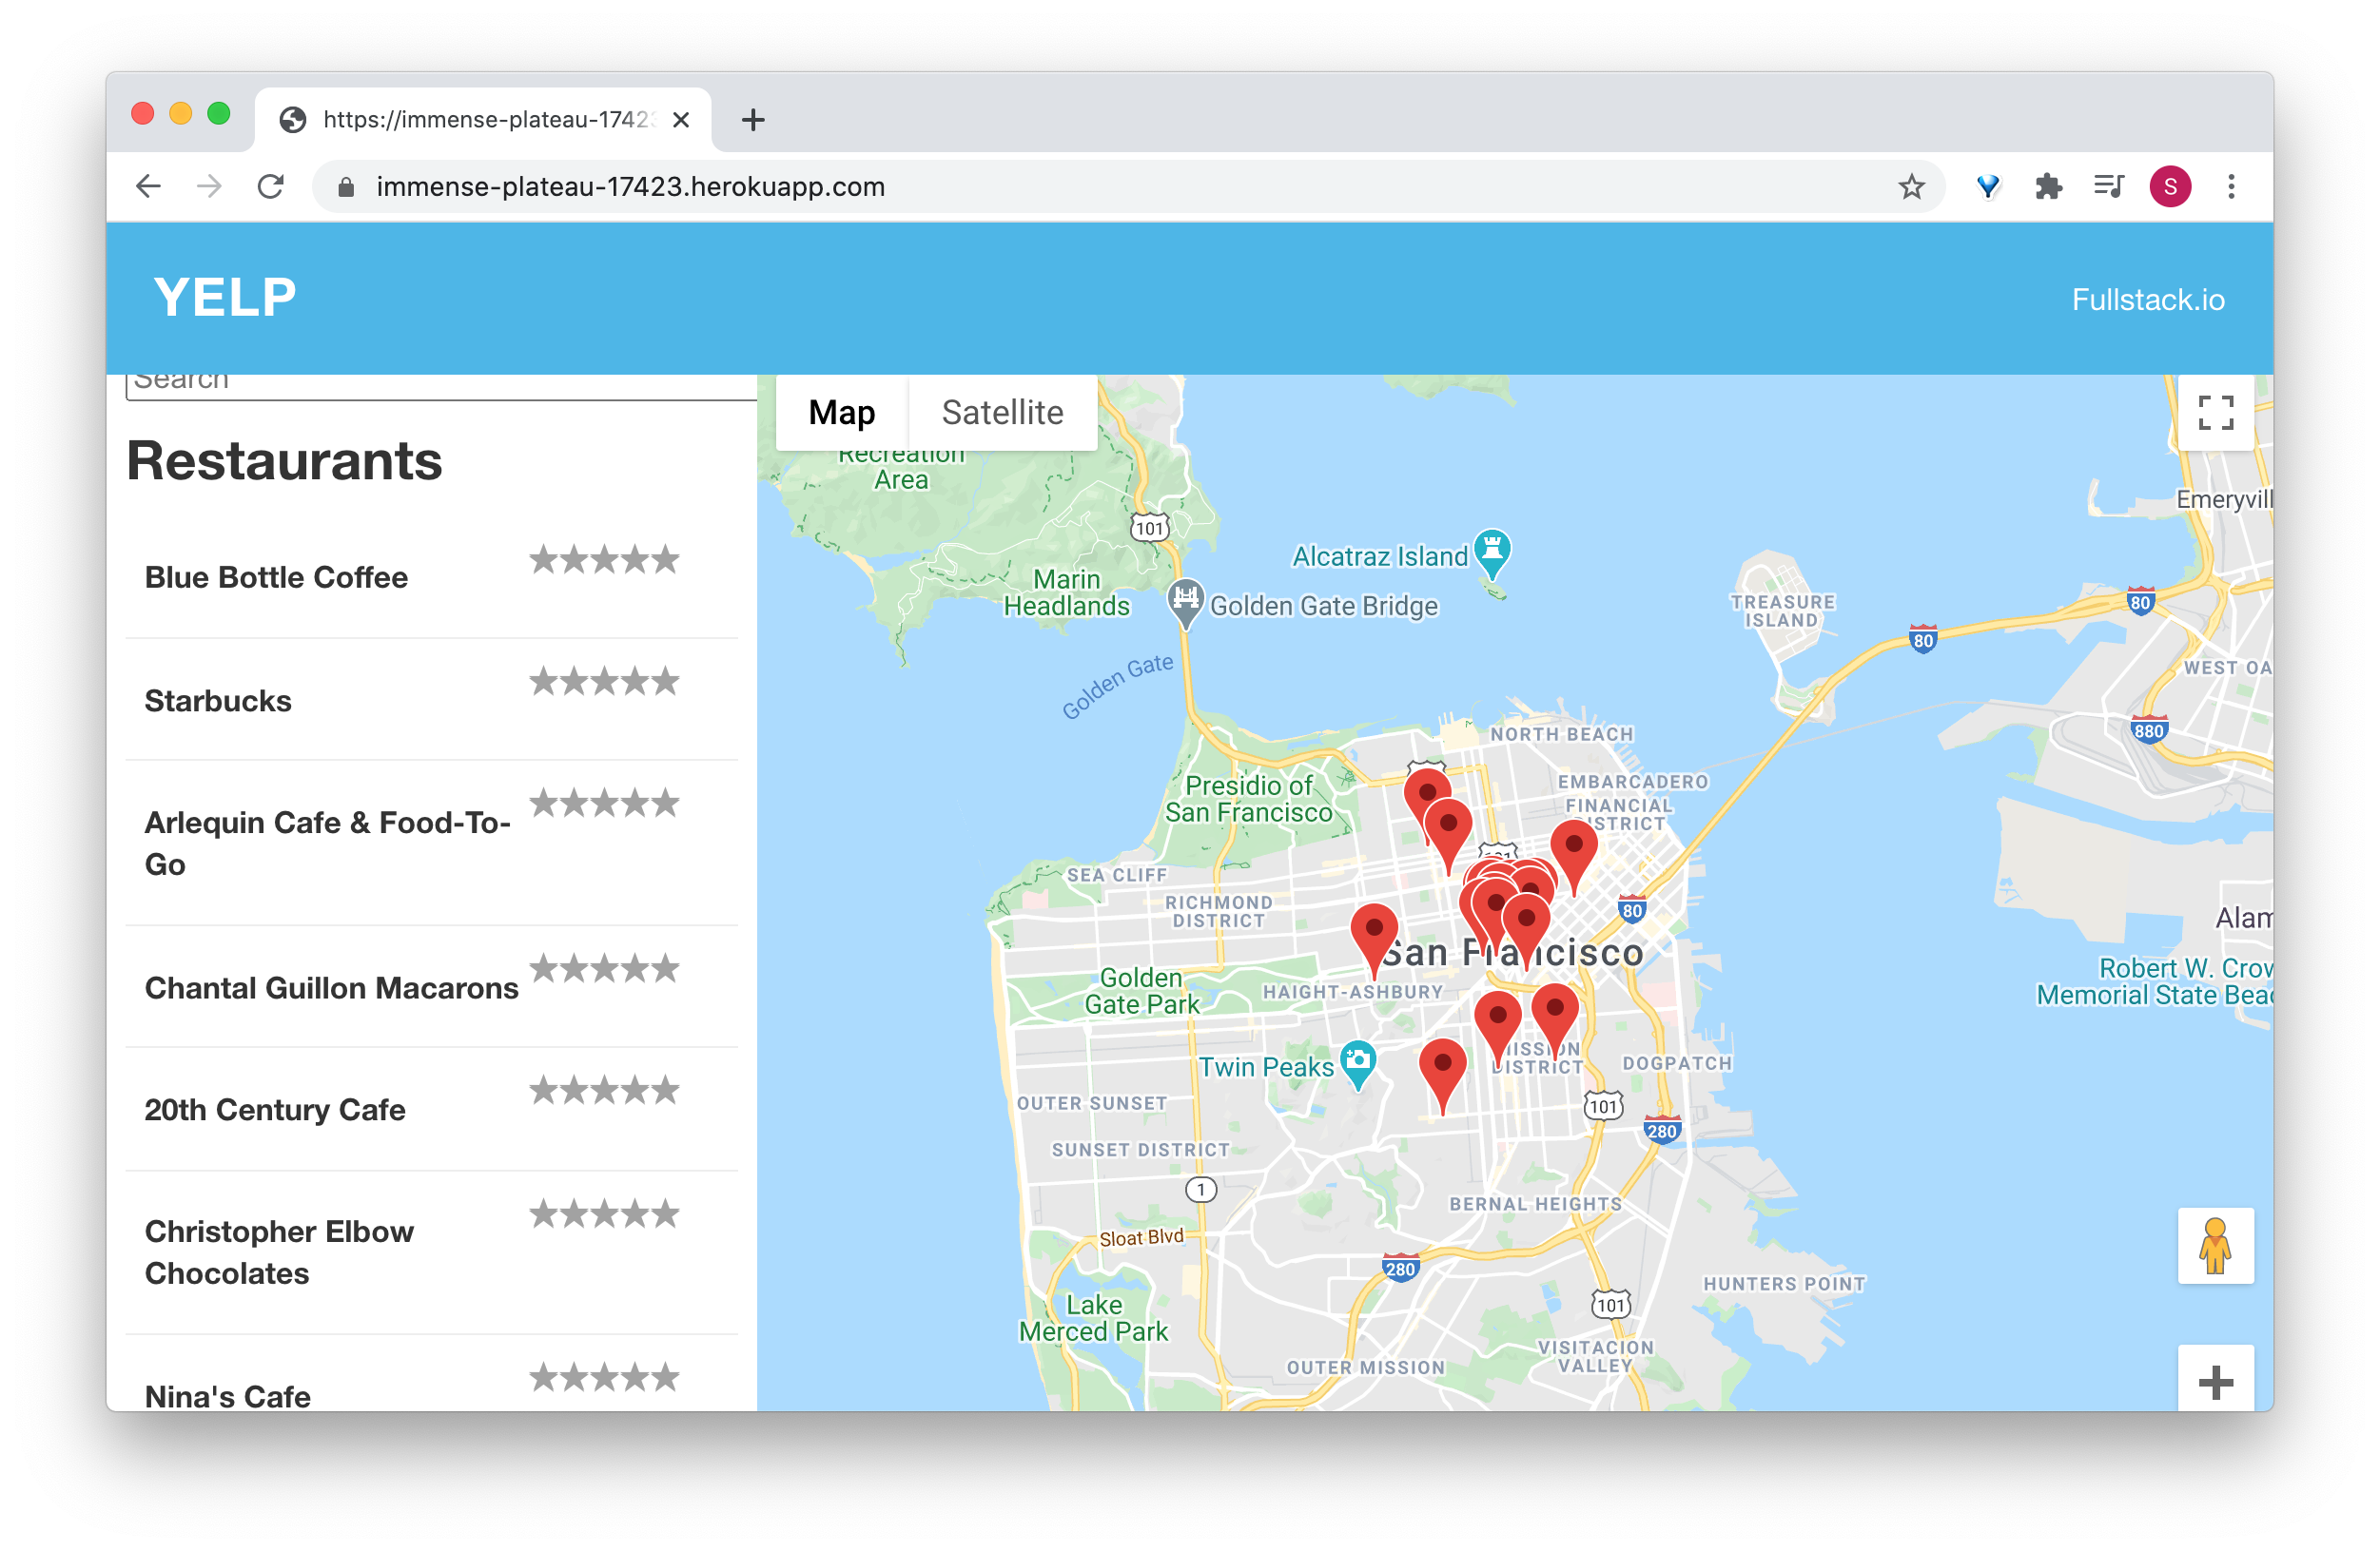 https://immense-plateau-1742
immense-plateau-17423.herokuapp.com
S
YELP
Fullstack.io
Search
Restaurants
Blue Bottle Coffee
Starbucks
Arlequin Cafe & Food-To-
Go
Chantal Guillon Macarons
20th Century Cafe
Christopher Elbow
Chocolates
Nina's Cafe
Map
Satellite
Recreation
Area
101
Emeryvill
Alcatraz Island
Marin
Headlands
Golden Gate Bridge
TREASURE
ISLAND
80
80
WEST OA
Golden Gate
880
NORTH BEACH
Presidio of
San Francisco
EMBARCADERO
FINANCIAL
DISTRICT
101
SEA CLIFF
RICHMOND
DISTRICT
80
Alam
San Francisco
Golden
Gate Park
HAIGHT-ASHBURY
Robert W. Crow
Memorial State Beac
Twin Peaks
MISSION
DISTRICT
DOGPATCH
OUTER SUNSET
101
280
SUNSET DISTRICT
1
BERNAL HEIGHTS
Sloat Blvd
280
HUNTERS POINT
101
Lake
Merced Park
VISITACION
VALLEY
OUTER MISSION